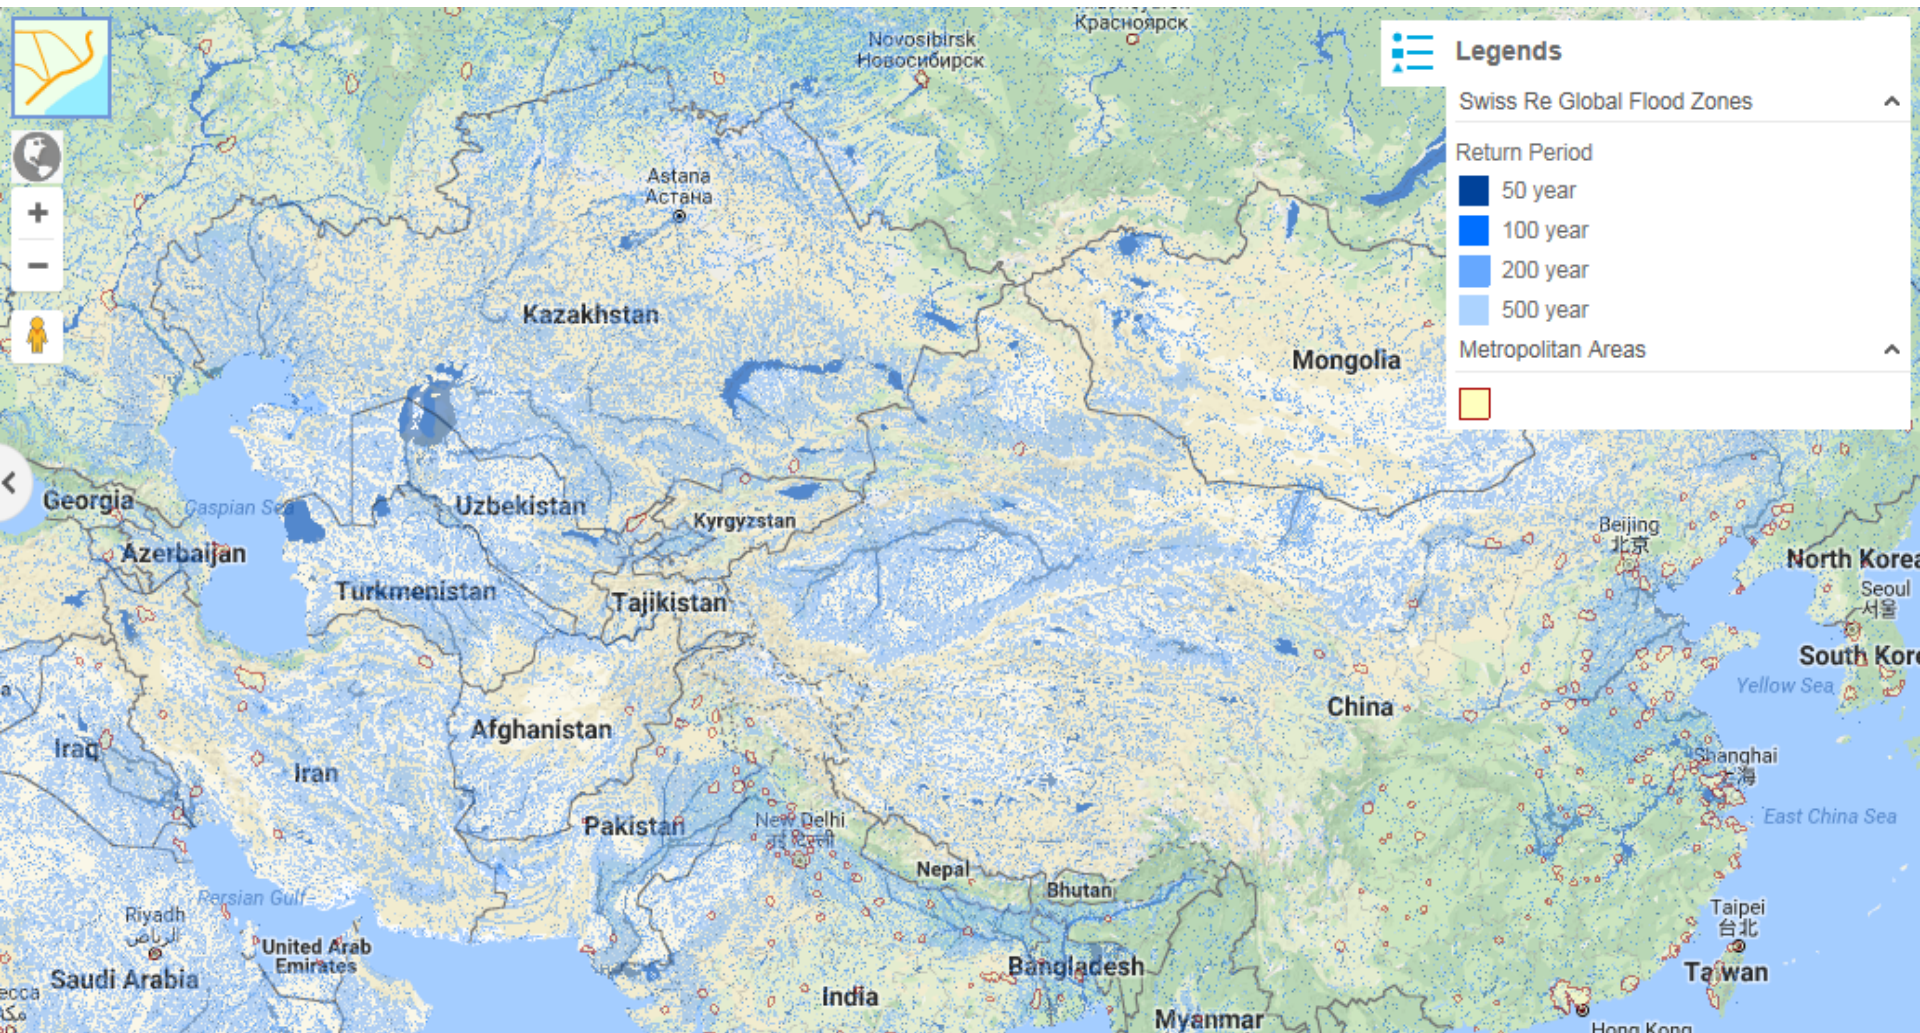 Красноярск
Novosibirsk
Новосибирск
Legends
Swiss Re Global Flood Zones
Return Period
50 year
100 year
200 year
500 year
Metropolitan Areas
Astana
Астана
Kazakhstan
Mongolia
Georgia
Caspian Sea
Uzbekistan
Kyrgyzstan
Beijing
北京
Azerbaijan
North Korea
Turkmenistan
Tajikistan
Seoul
서울
South Kore
Yellow Sea
China
Afghanistan
Iraq
Iran
Shanghai
上海
Pakistan
New Delhi
East China Sea
Nepal
Bhutan
Persian Gulf
Riyadh
الرياض
Taipei
台北
United Arab
Emirates
Saudi Arabia
Bangladesh
Taiwan
ecca
India
Myanmar
Hong Kong